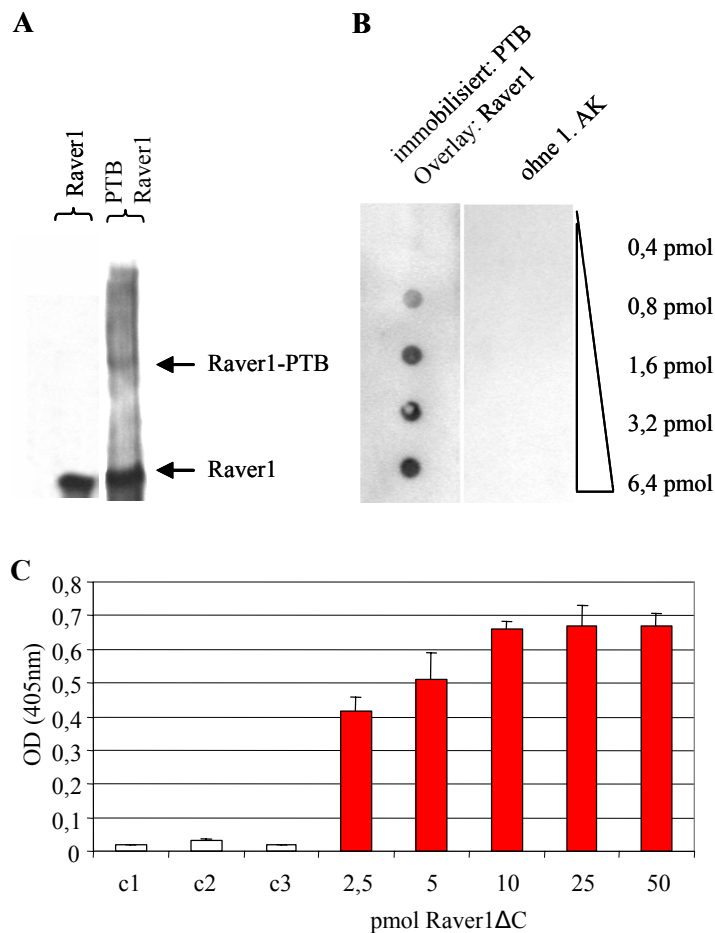 A
Raver1
PTB
Raver1
Raver1-PTB
Raver1
B
immobilisiert: PTB
Overlay: Raver1
ohne 1. AK
0,4 pmol
0,8 pmol
1,6 pmol
3,2 pmol
6,4 pmol
C
OD (405nm)
0,8
0,7
0,6
0,5
0,4
0,3
0,2
0,1
0
c1 c2 c3 2,5 5 10 25 50
pmol Raver1ΔC